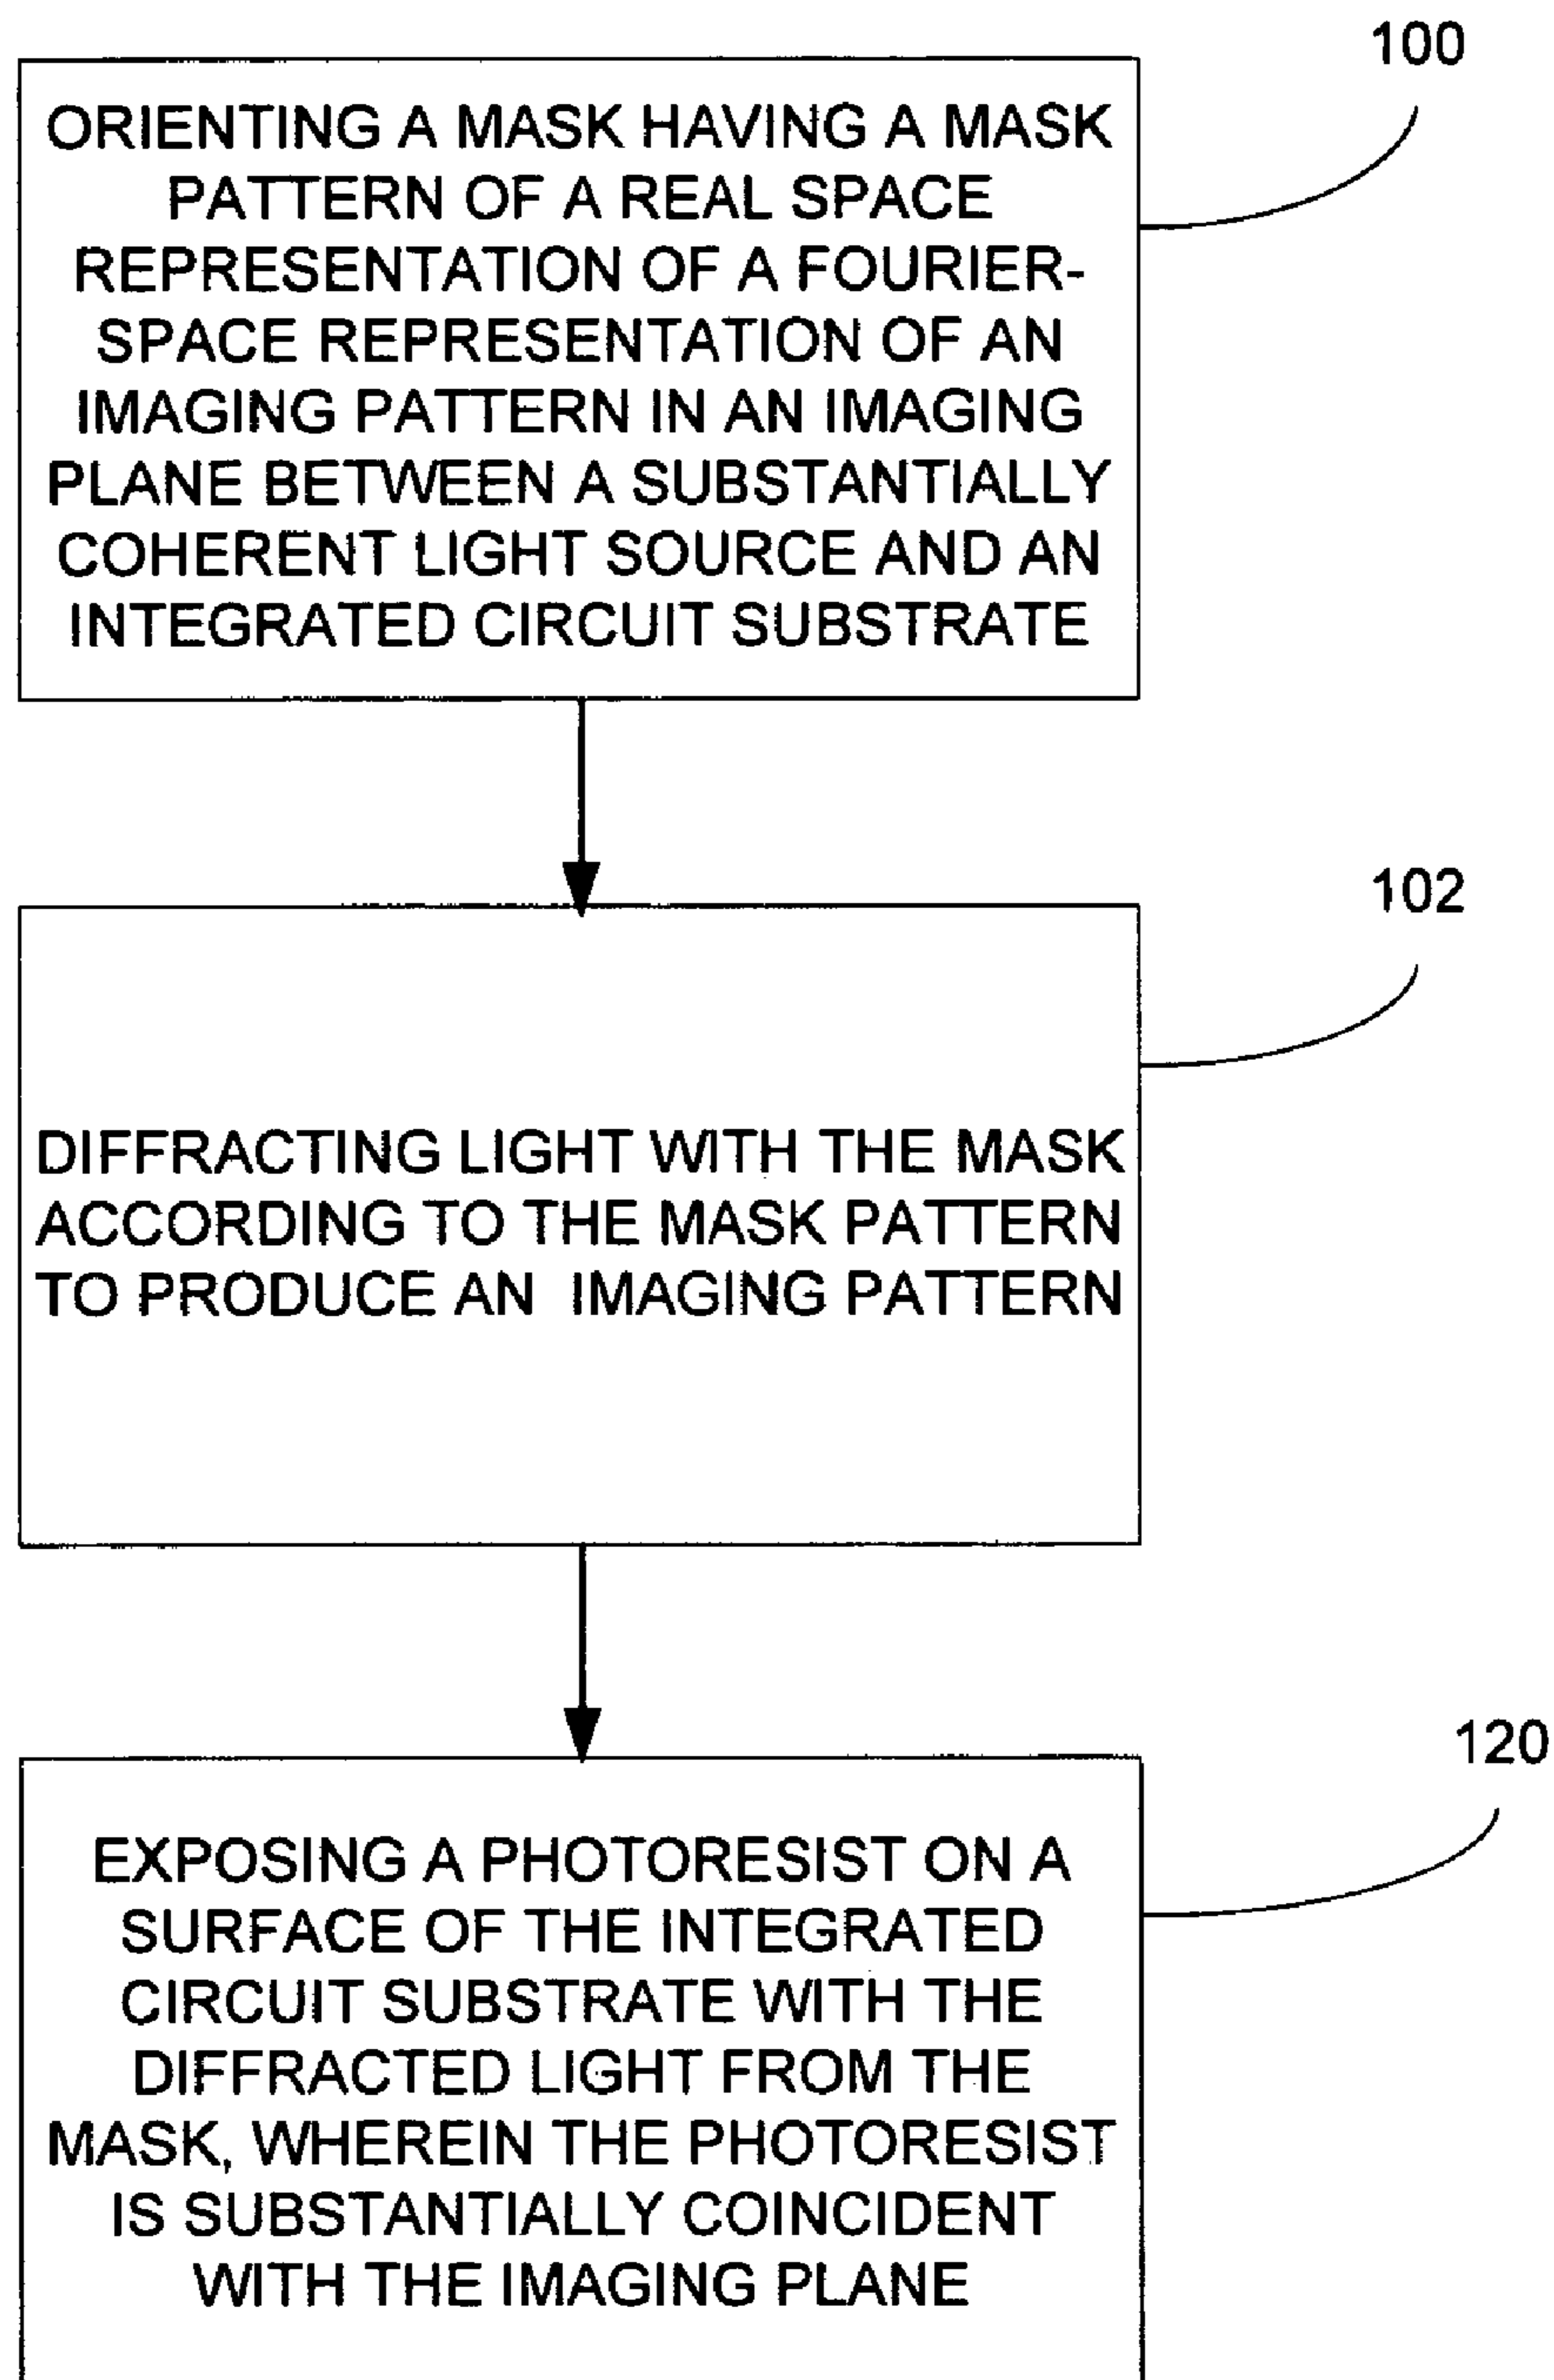 100
ORIENTING A MASK HAVING A MASK
PATTERN OF A REAL SPACE
REPRESENTATION OF A FOURIER-
SPACE REPRESENTATION OF AN
IMAGING PATTERN IN AN IMAGING
PLANE BETWEEN A SUBSTANTIALLY
COHERENT LIGHT SOURCE AND AN
INTEGRATED CIRCUIT SUBSTRATE
102
DIFFRACTING LIGHT WITH THE MASK
ACCORDING TO THE MASK PATTERN
TO PRODUCE AN IMAGING PATTERN
120
EXPOSING A PHOTORESIST ON A
SURFACE OF THE INTEGRATED
CIRCUIT SUBSTRATE WITH THE
DIFFRACTED LIGHT FROM THE
MASK, WHEREIN THE PHOTORESIST
IS SUBSTANTIALLY COINCIDENT
WITH THE IMAGING PLANE